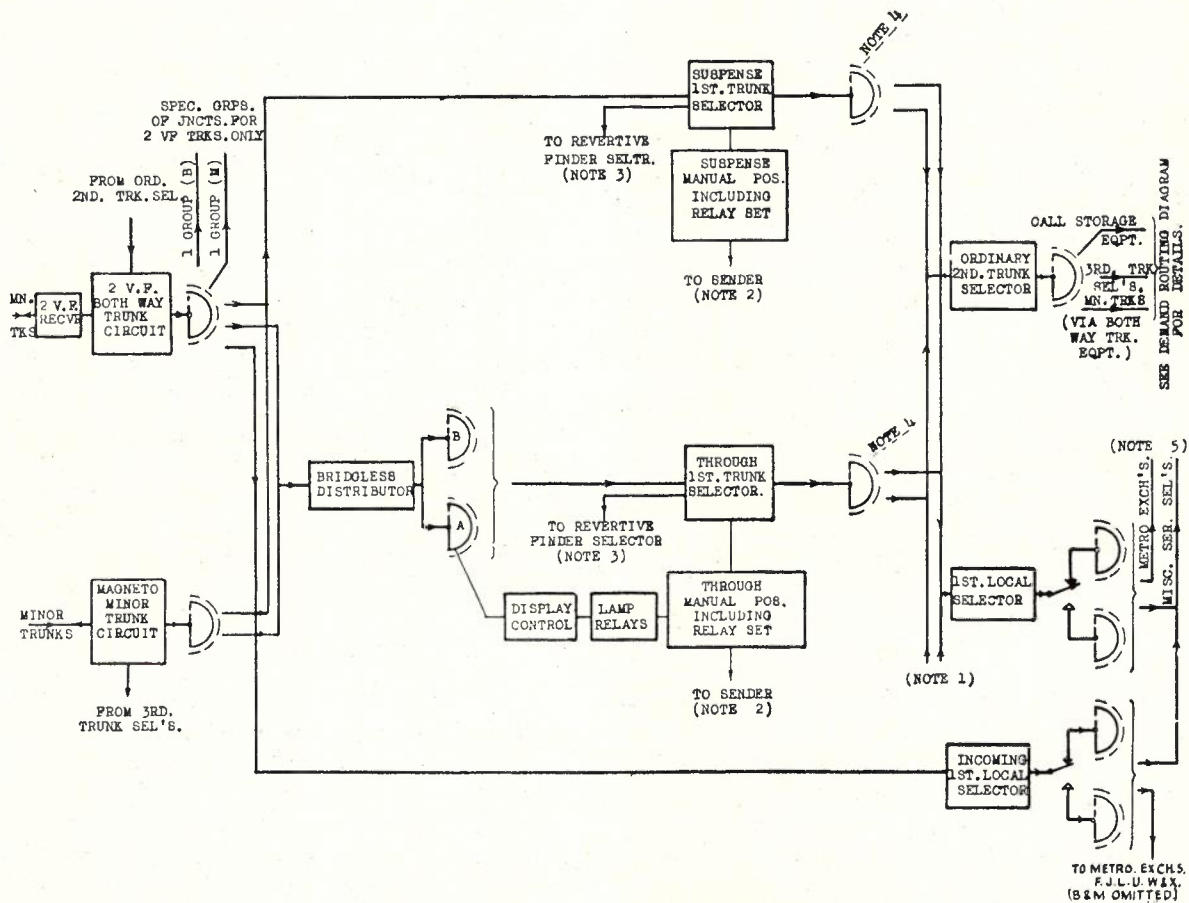 NOTE 4
SUSPENSE
1ST. TRUNK
SELECTOR
SPEC. GRPS.
OF JNCTS. FOR
2 VF TRKS. ONLY
1 GROUP (B)
1 GROUP (M)
TO REVERTIVE
FINDER SELTR.
(NOTE 3)
SUSPENSE
MANUAL POS.
INCLUDING
RELAY SET
TO SENDER
(NOTE 2)
FROM ORD.
2ND. TRK. SEL.
MN.
TKS
2 V.F.
RECVR
2 V.F.
BOTH WAY
TRUNK
CIRCUIT
ORDINARY
2ND. TRUNK
SELECTOR
CALL STORAGE
EQPT.
3RD. TRK
SEL'S.
MN. TRKS
(VIA BOTH
WAY TRK.
EQPT.)
SEE DEMAND ROUTING DIAGRAM
FOR DETAILS.
BRIDGLESS
DISTRIBUTOR
B
A
NOTE 4
THROUGH
1ST. TRUNK
SELECTOR.
TO REVERTIVE
FINDER SELECTOR
(NOTE 3)
DISPLAY
CONTROL
LAMP
RELAYS
THROUGH
MANUAL POS.
INCLUDING
RELAY SET
TO SENDER
(NOTE 2)
MINOR
TRUNKS
MAGNETO
MINOR
TRUNK
CIRCUIT
FROM 3RD.
TRUNK SEL'S.
1ST. LOCAL
SELECTOR
(NOTE 1)
(NOTE 5)
METRO EXCH'S.
MISC. SER. SEL'S.
INCOMING
1ST. LOCAL
SELECTOR
TO METRO. EXCHS.
F.J.L.U. W&X.
(B&M OMITTED)